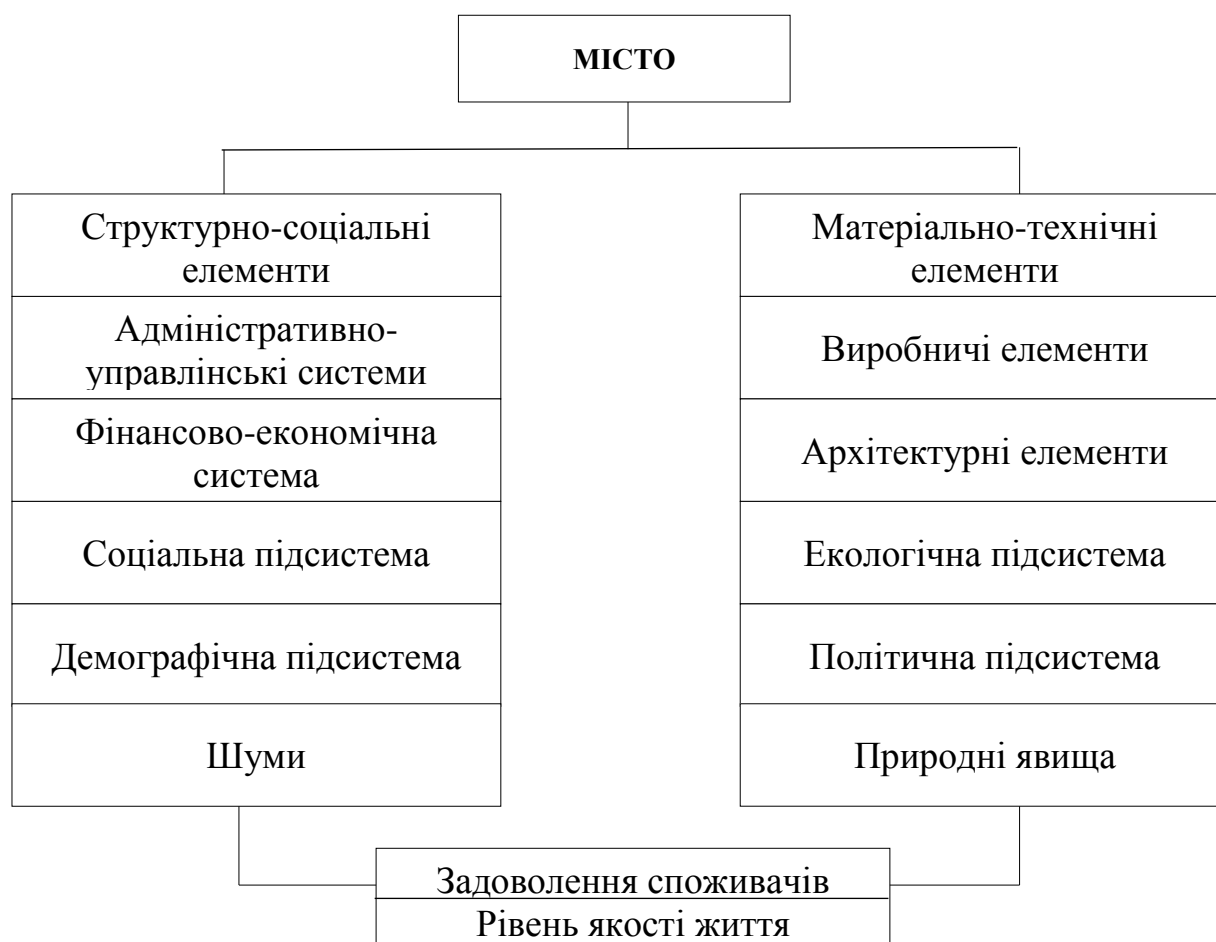 МІСТО
Структурно-соціальні
елементи
Адміністративно-
управлінські системи
Фінансово-економічна
система
Соціальна підсистема
Демографічна підсистема
Шуми
Матеріально-технічні
елементи
Виробничі елементи
Архітектурні елементи
Екологічна підсистема
Політична підсистема
Природні явища
Задоволення споживачів
Рівень якості життя